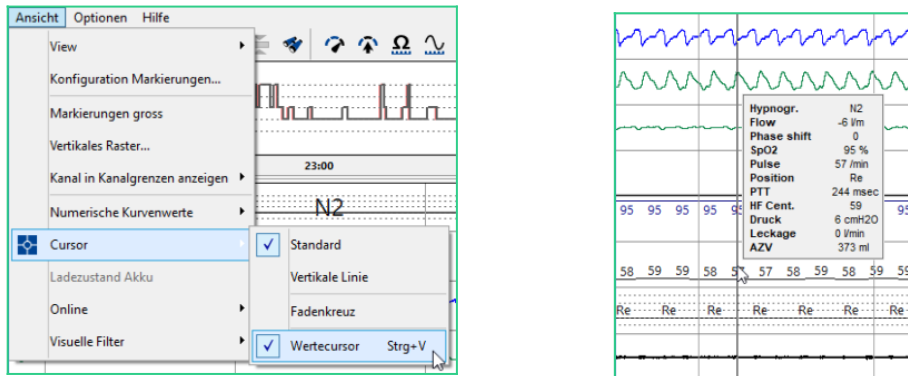 Ansicht Optionen Hilfe
View
Konfiguration Markierungen...
Markierungen gross
Vertikales Raster...
Kanal in Kanalgrenzen anzeigen
Numerische Kurvenwerte
Cursor
Ladezustand Akku
Online
Visuelle Filter
23:00
N2
Standard
Vertikale Linie
Fadenkreuz
Wertecursor Strg+V
Hypnogr. N2
Flow -6 l/m
Phase shift 0
SpO2 95 %
Pulse 57 /min
Position Re
PTT 244 msec
HF Cent. 59
Druck 6 cmH2O
Leckage 0 l/min
AZV 373 ml
95 95 95 95
58 59 59 58 57 58 59 58 59
Re Re Re Re Re Re Re